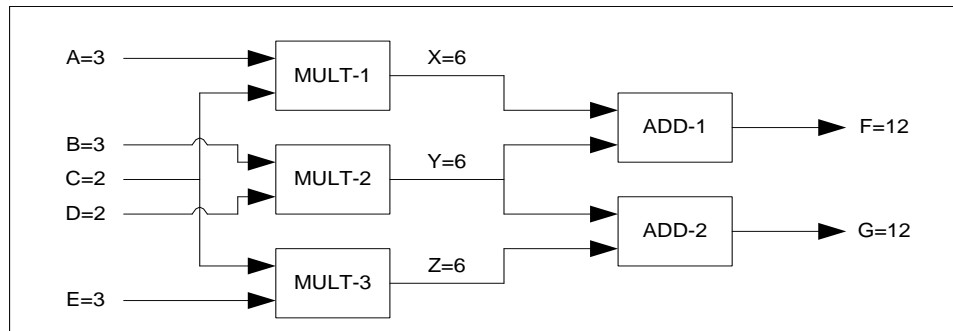 A=3
MULT-1
X=6
B=3
C=2
D=2
MULT-2
Y=6
ADD-1
F=12
ADD-2
G=12
E=3
MULT-3
Z=6